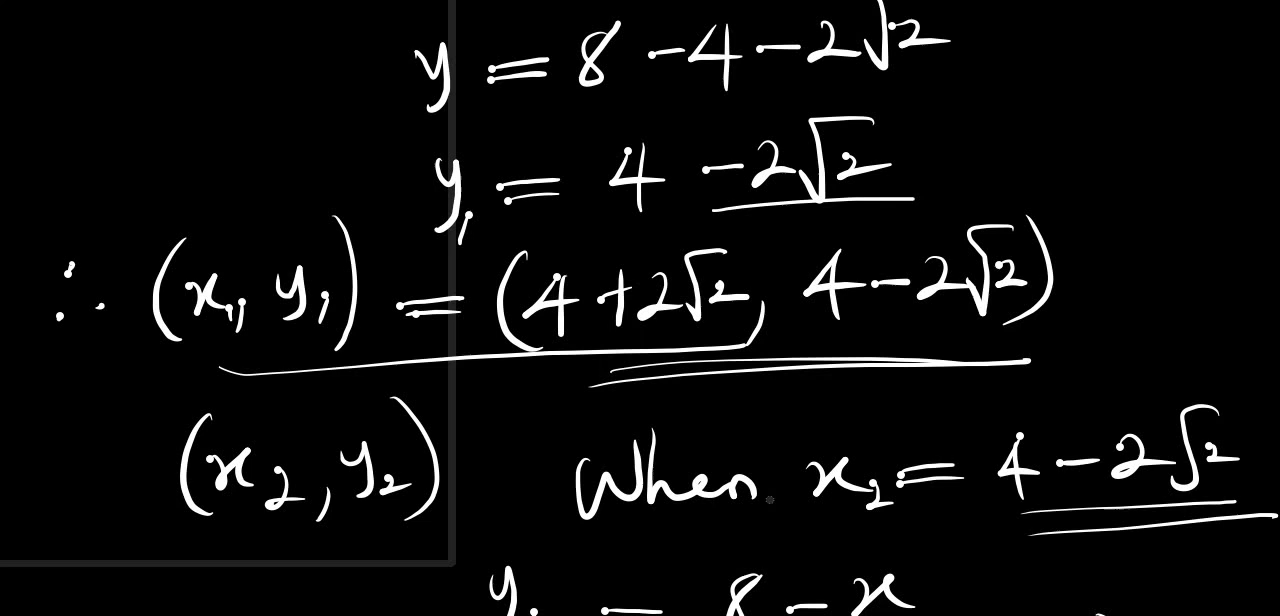 y = 8 - 4 - 2√2
y₁ = 4 - 2√2
∴ (x₁, y₁) = (4 + 2√2, 4 - 2√2)
(x₂, y₂) When x₂ = 4 - 2√2
y₂ = 8 - x